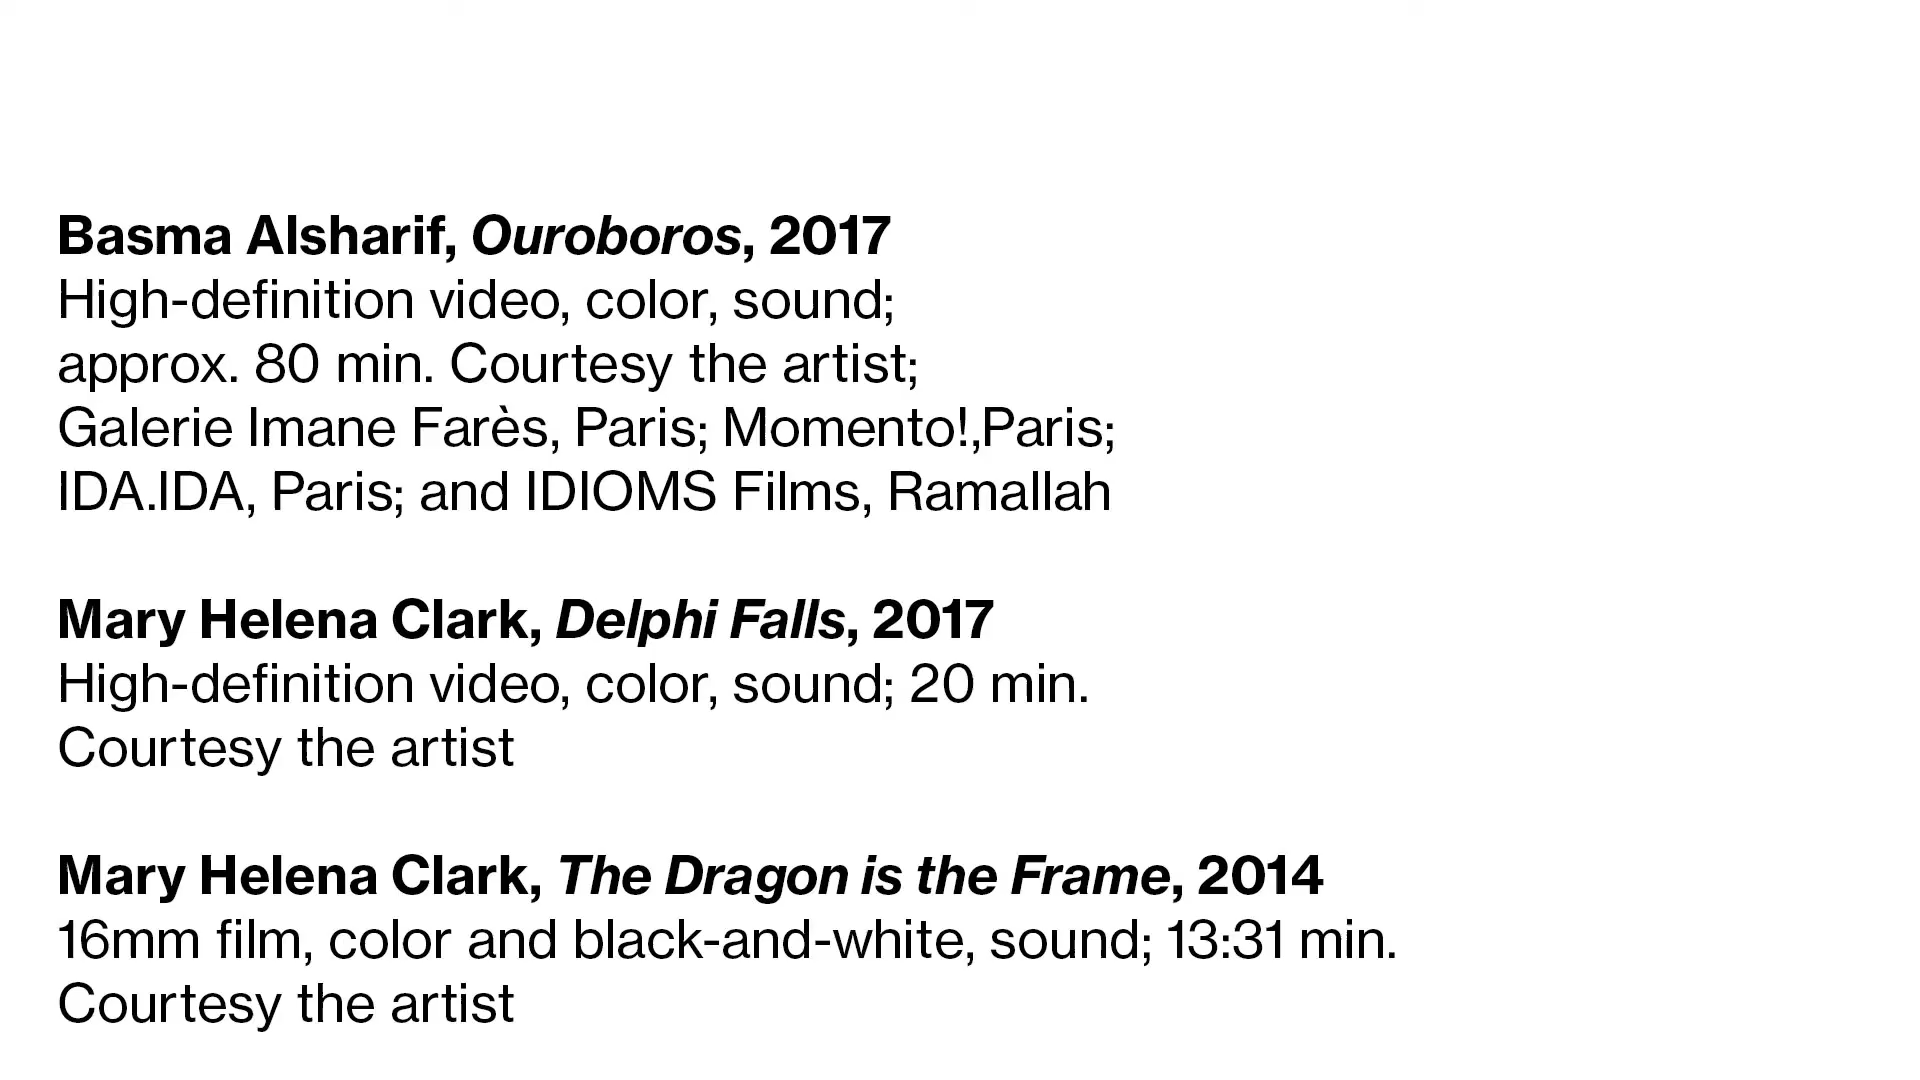 Basma Alsharif, Ouroboros, 2017
High-definition video, color, sound;
approx. 80 min. Courtesy the artist;
Galerie Imane Farès, Paris; Momento!,Paris;
IDA.IDA, Paris; and IDIOMS Films, Ramallah
Mary Helena Clark, Delphi Falls, 2017
High-definition video, color, sound; 20 min.
Courtesy the artist
Mary Helena Clark, The Dragon is the Frame, 2014
16mm film, color and black-and-white, sound; 13:31 min.
Courtesy the artist